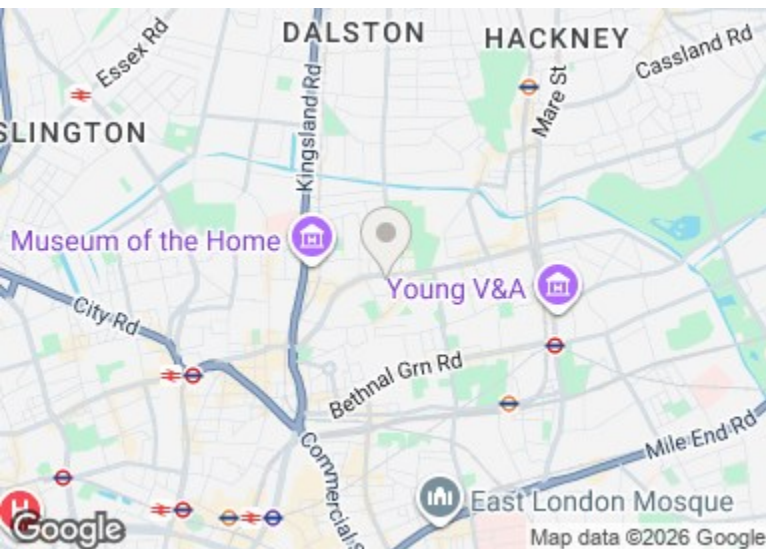 DALSTON
HACKNEY
Essex Rd
Kingsland Rd
Mare St
Cassland Rd
SLINGTON
Museum of the Home
Young V&A
City Rd
Bethnal Grn Rd
Commercial S
Mile End Rd
East London Mosque
H
Google
Map data ©2026 Google